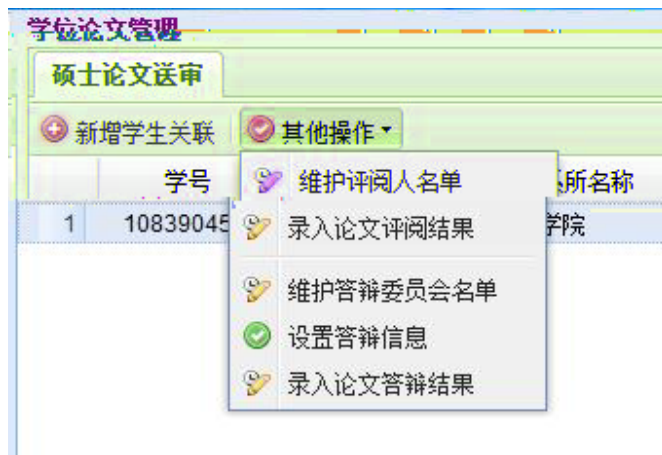 学位论文管理
硕士论文送审
新增学生关联 其他操作
学号 维护评阅人名单 所名称
1 10839045 录入论文评阅结果 学院
维护答辩委员会名单
设置答辩信息
录入论文答辩结果